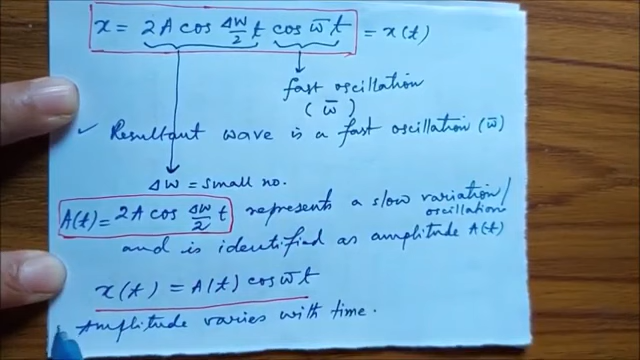 x = 2A cos Δω/2 t cos ω̄ t = x(t)
fast oscillation
(ω̄)
✓ Resultant wave is a fast oscillation (ω̄)
Δω = small no.
A(t) = 2A cos Δω/2 t represents a slow variation/
oscillation
and is identified as amplitude A(t)
x(t) = A(t) cos ω̄ t
Amplitude varies with time.